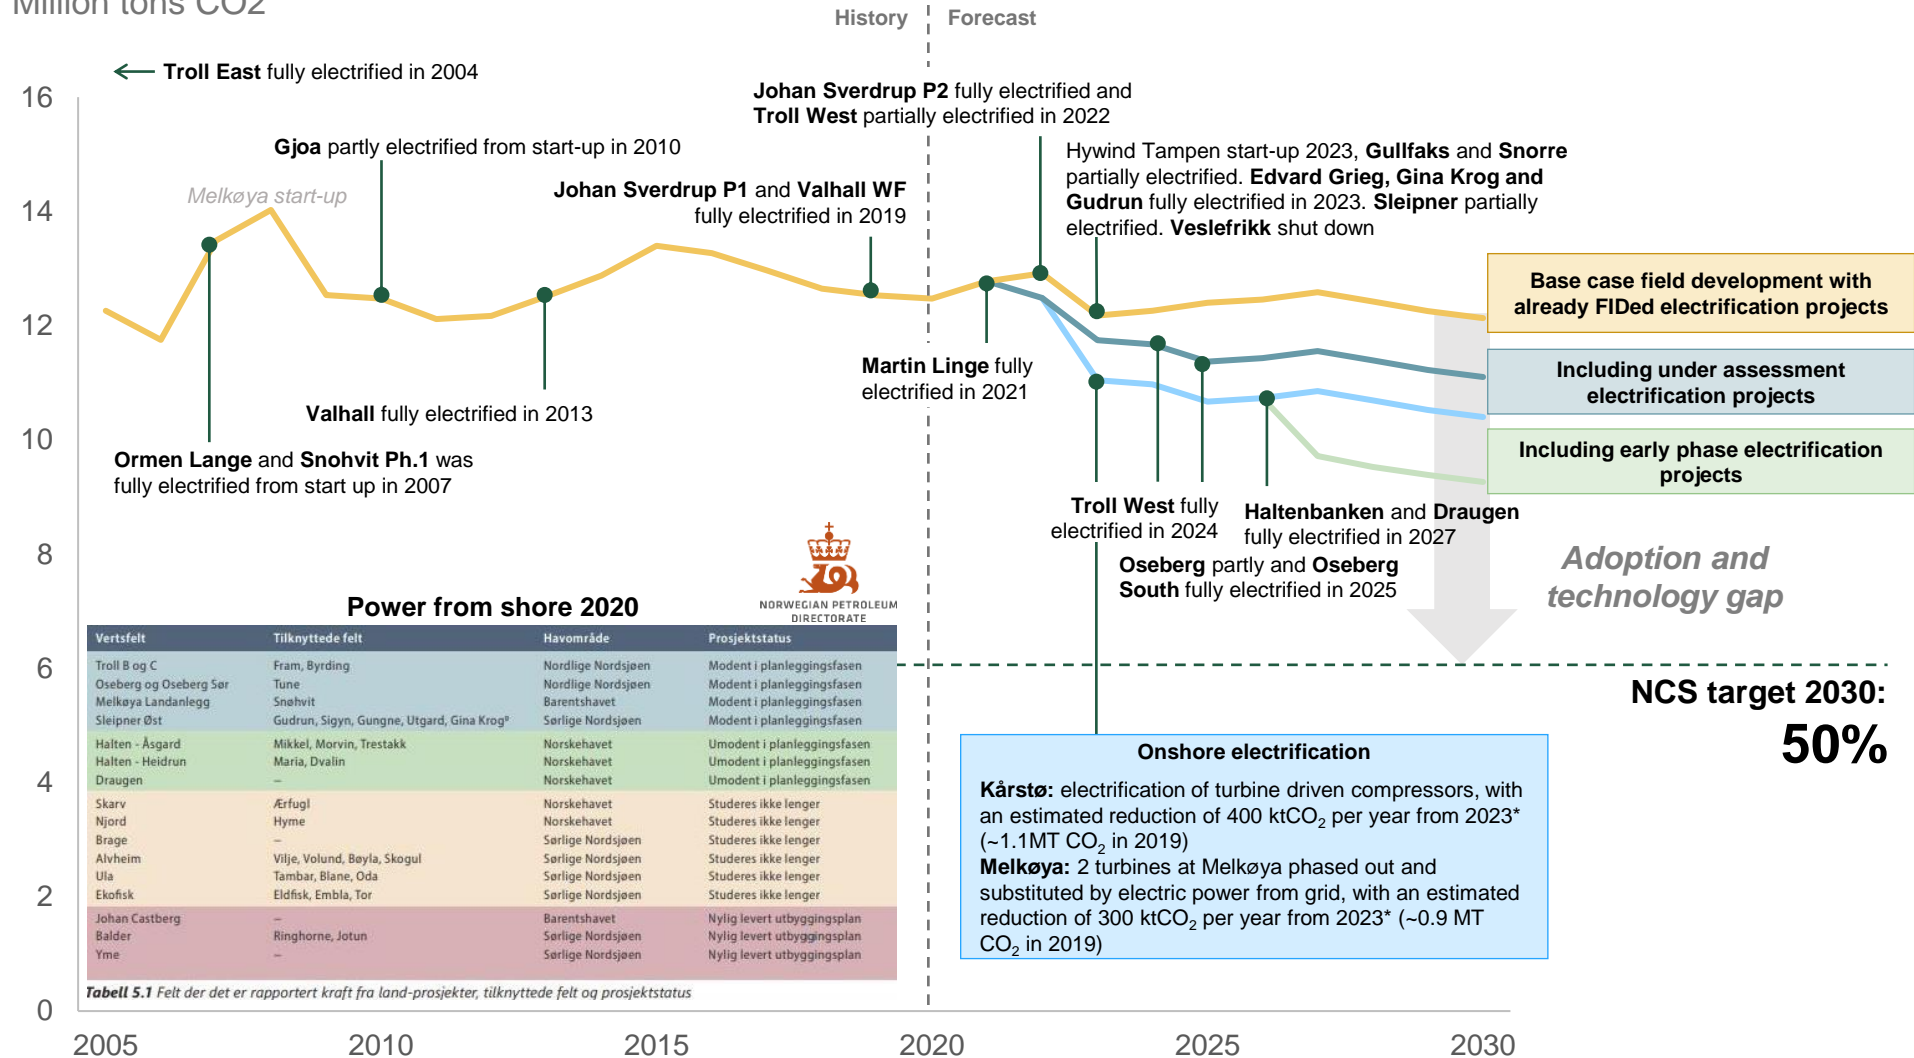 Million tons CO2
History
Forecast
Troll East fully electrified in 2004
16
14
12
10
8
6
4
2
0
Johan Sverdrup P2 fully electrified and
Troll West partially electrified in 2022
Gjoa partly electrified from start-up in 2010
Hywind Tampen start-up 2023, Gullfaks and Snorre
partially electrified. Edvard Grieg, Gina Krog and
Gudrun fully electrified in 2023. Sleipner partially
electrified. Veslefrikk shut down
Melkøya start-up
Johan Sverdrup P1 and Valhall WF
fully electrified in 2019
Base case field development with
already FIDed electrification projects
Martin Linge fully
electrified in 2021
Including under assessment
electrification projects
Valhall fully electrified in 2013
Including early phase electrification
projects
Ormen Lange and Snohvit Ph.1 was
fully electrified from start up in 2007
Troll West fully
electrified in 2024
Haltenbanken and Draugen
fully electrified in 2027
Oseberg partly and Oseberg
South fully electrified in 2025
Adoption and
technology gap
NORWEGIAN PETROLEUM
DIRECTORATE
Power from shore 2020
Vertsfelt Tilknyttede felt Havområde Prosjektstatus
Troll B og C Fram, Byrding Nordlige Nordsjøen Modent i planleggingsfasen
Oseberg og Oseberg Sør Tune Nordlige Nordsjøen Modent i planleggingsfasen
Melkøya Landanlegg Snøhvit Barentshavet Modent i planleggingsfasen
Sleipner Øst Gudrun, Sigyn, Gungne, Utgard, Gina Krog⁹ Sørlige Nordsjøen Modent i planleggingsfasen
Halten - Åsgard Mikkel, Morvin, Trestakk Norskehavet Umodent i planleggingsfasen
Halten - Heidrun Maria, Dvalin Norskehavet Umodent i planleggingsfasen
Draugen – Norskehavet Umodent i planleggingsfasen
Skarv Ærfugl Norskehavet Studeres ikke lenger
Njord Hyme Norskehavet Studeres ikke lenger
Brage – Sørlige Nordsjøen Studeres ikke lenger
Alvheim Vilje, Volund, Bøyla, Skogul Sørlige Nordsjøen Studeres ikke lenger
Ula Tambar, Blane, Oda Sørlige Nordsjøen Studeres ikke lenger
Ekofisk Eldfisk, Embla, Tor Sørlige Nordsjøen Studeres ikke lenger
Johan Castberg – Barentshavet Nylig levert utbyggingsplan
Balder Ringhorne, Jotun Sørlige Nordsjøen Nylig levert utbyggingsplan
Yme – Sørlige Nordsjøen Nylig levert utbyggingsplan
Tabell 5.1 Felt der det er rapportert kraft fra land-prosjekter, tilknyttede felt og prosjektstatus
NCS target 2030:
50%
Onshore electrification
Kårstø: electrification of turbine driven compressors, with
an estimated reduction of 400 ktCO₂ per year from 2023*
(~1.1MT CO₂ in 2019)
Melkøya: 2 turbines at Melkøya phased out and
substituted by electric power from grid, with an estimated
reduction of 300 ktCO₂ per year from 2023* (~0.9 MT
CO₂ in 2019)
2005
2010
2015
2020
2025
2030